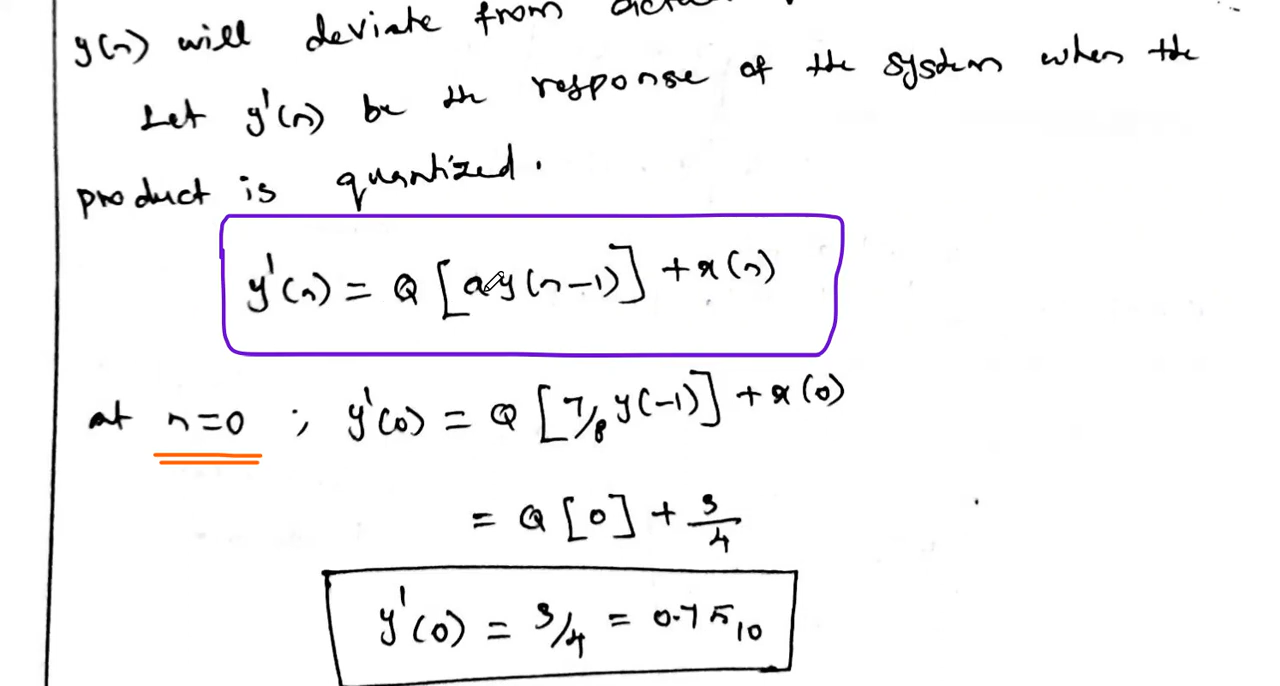 y(n) will deviate from
Let y'(n) be the response of the system when the
product is quantized.
y'(n) = Q [ay(n-1)] + x(n)
at n=0 ; y'(0) = Q [7/8 y(-1)] + x(0)
= Q [0] + 3/4
y'(0) = 3/4 = 0.75₁₀